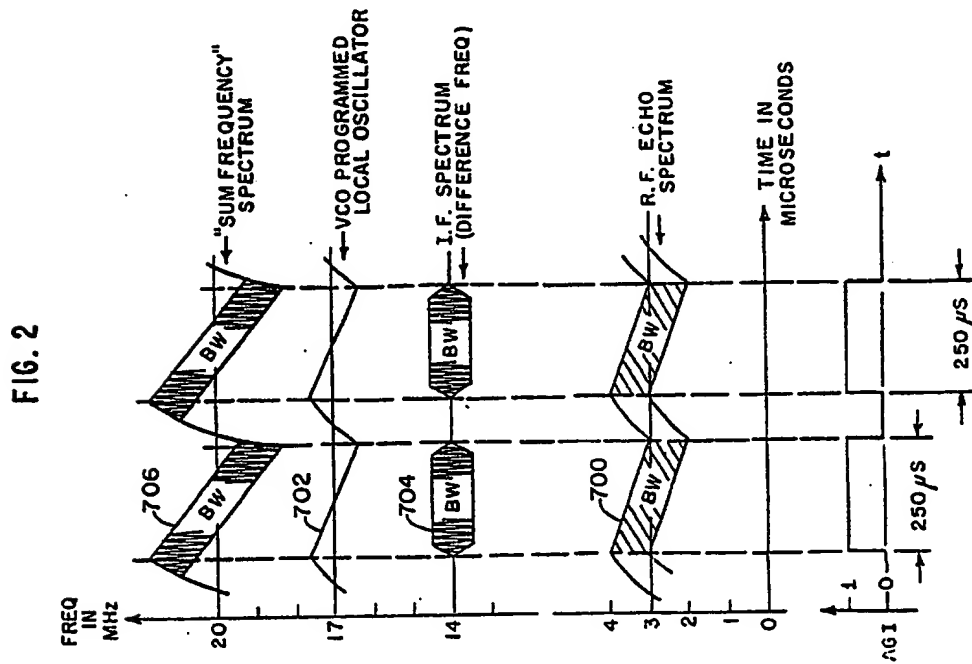 FIG. 2
FREQ
IN
MHz
"SUM FREQUENCY"
SPECTRUM
706
BW
BW
20
VCO PROGRAMMED
LOCAL OSCILLATOR
702
17
I.F. SPECTRUM
(DIFFERENCE FREQ)
704
BW
BW
14
R.F. ECHO
SPECTRUM
700
BW
BW
4
3
2
1
0
TIME IN
MICROSECONDS
AGI
1
0
t
250 µS
250 µS